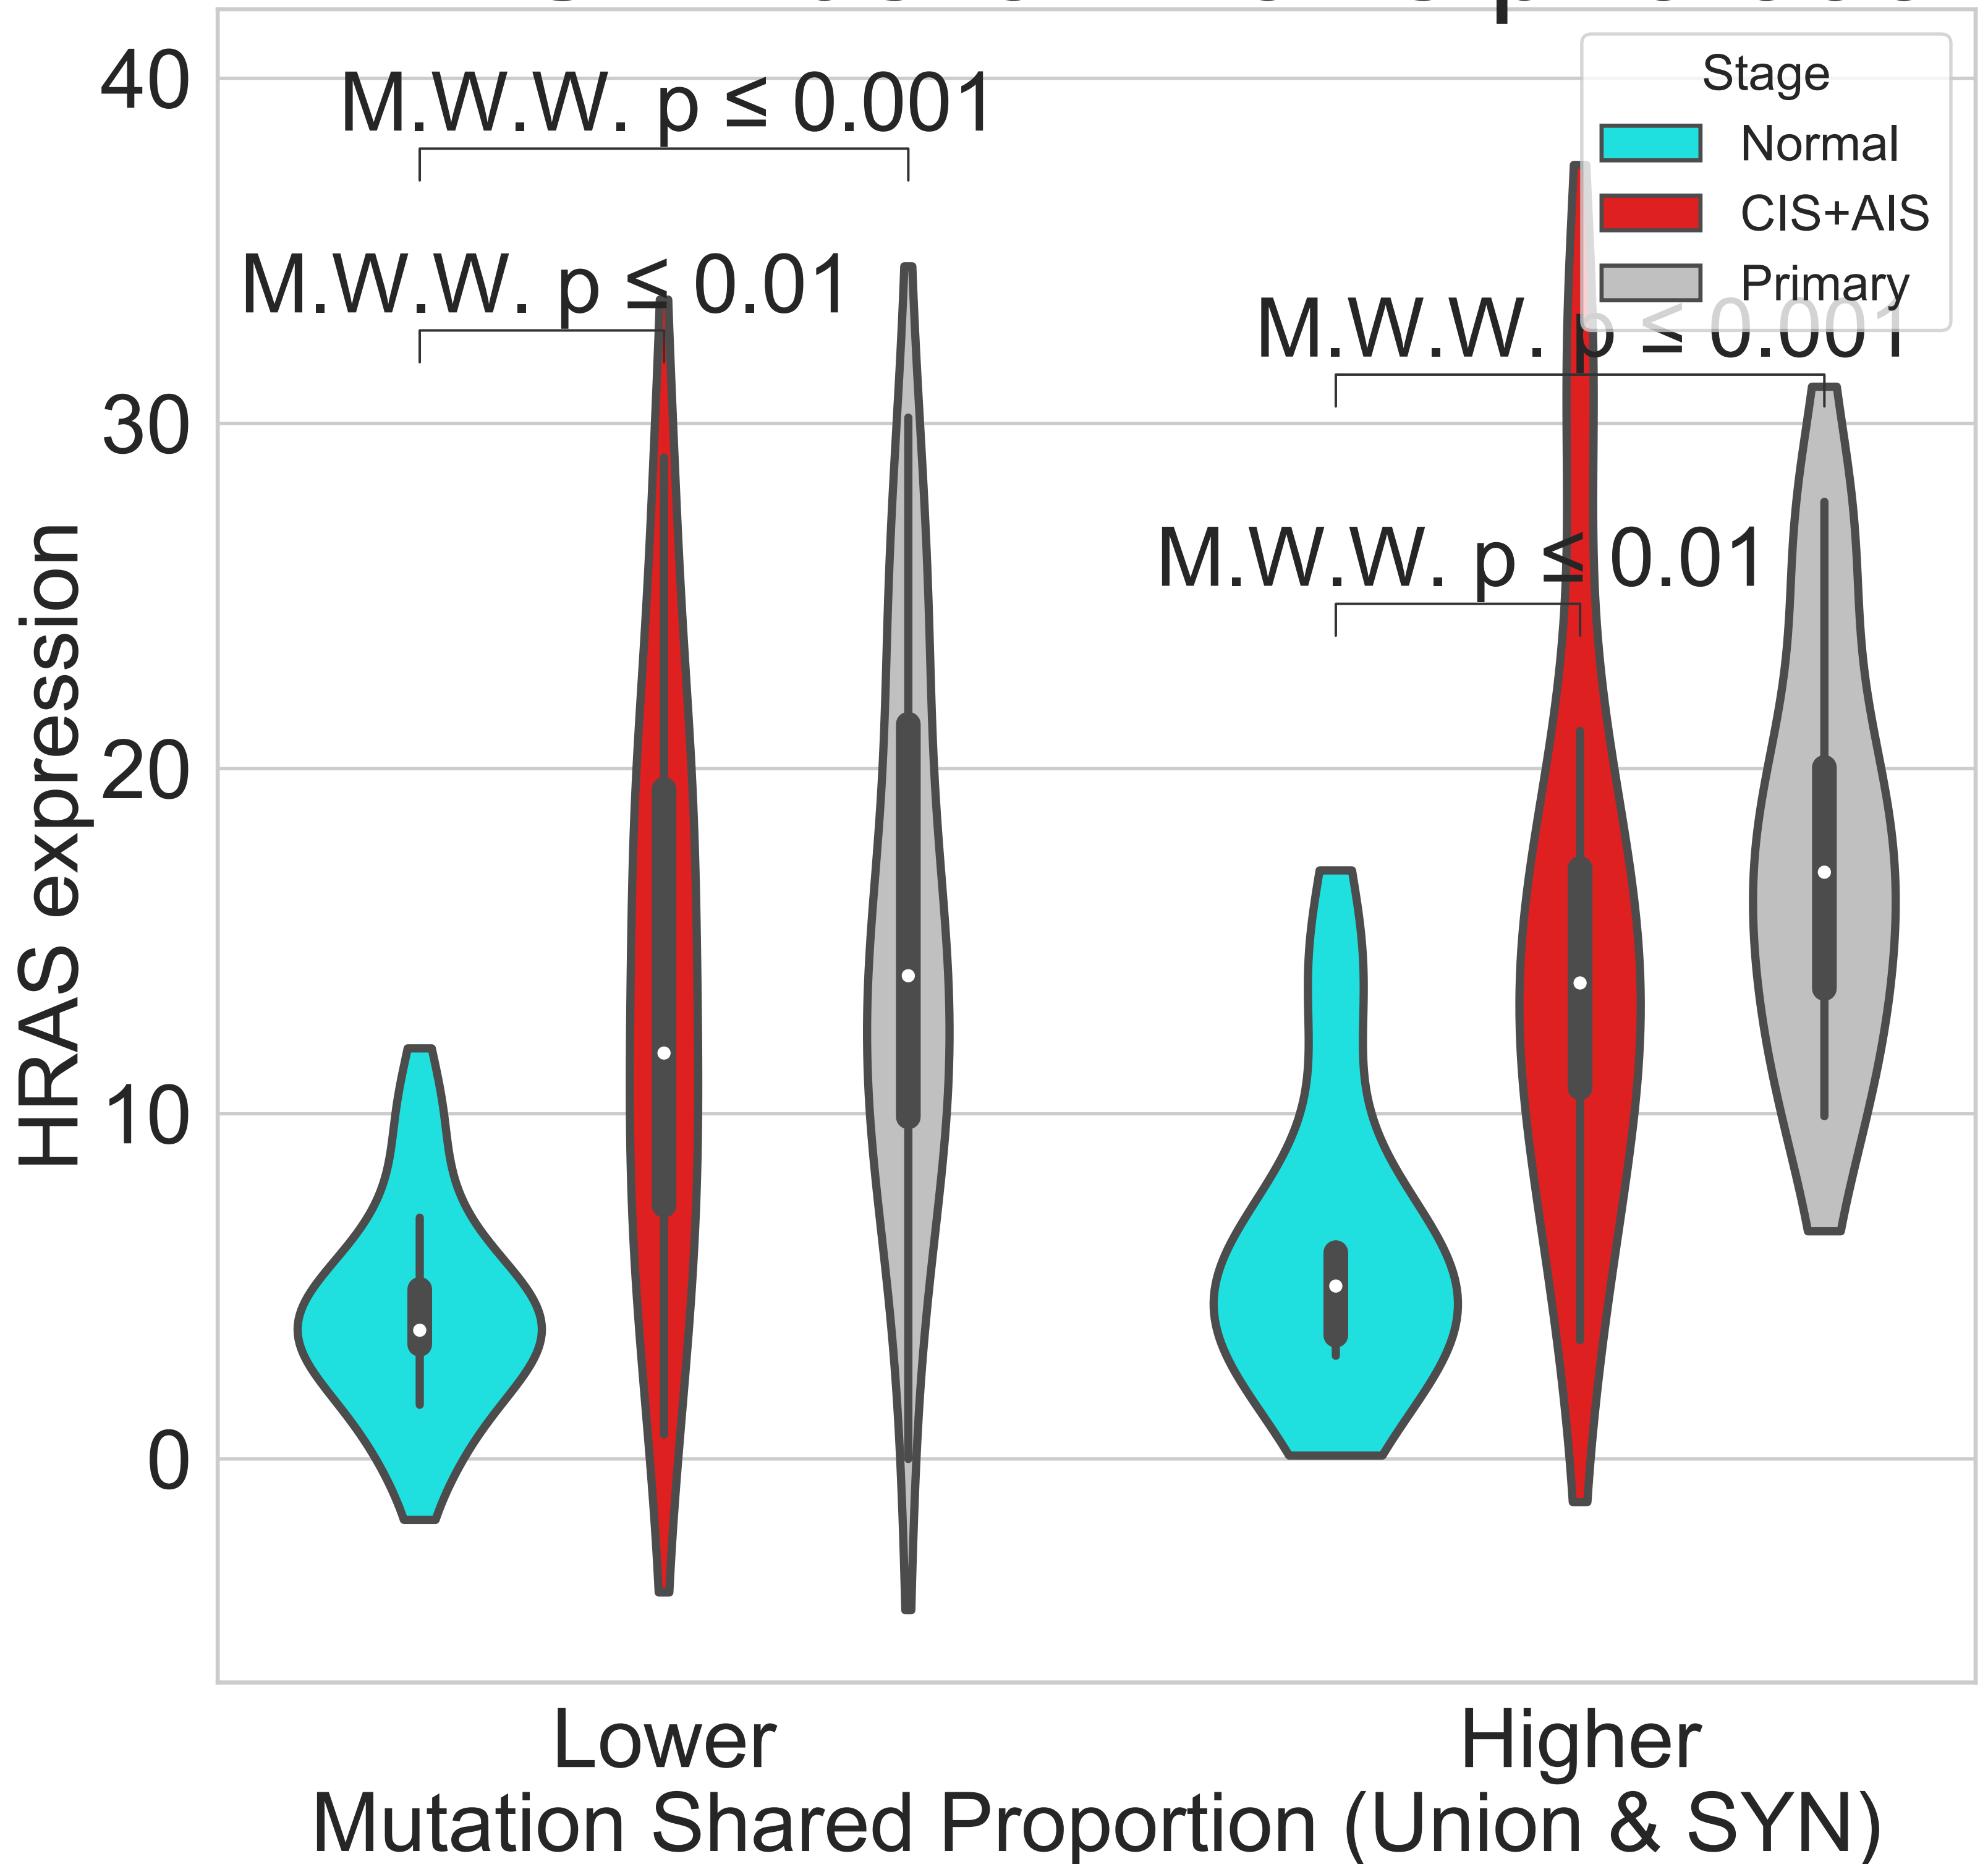 40
M.W.W. p ≤ 0.001
Stage
Normal
CIS+AIS
Primary
M.W.W. p ≤ 0.01
M.W.W. p ≤ 0.001
30
M.W.W. p ≤ 0.01
20
10
0
HRAS expression
Lower
Higher
Mutation Shared Proportion (Union & SYN)